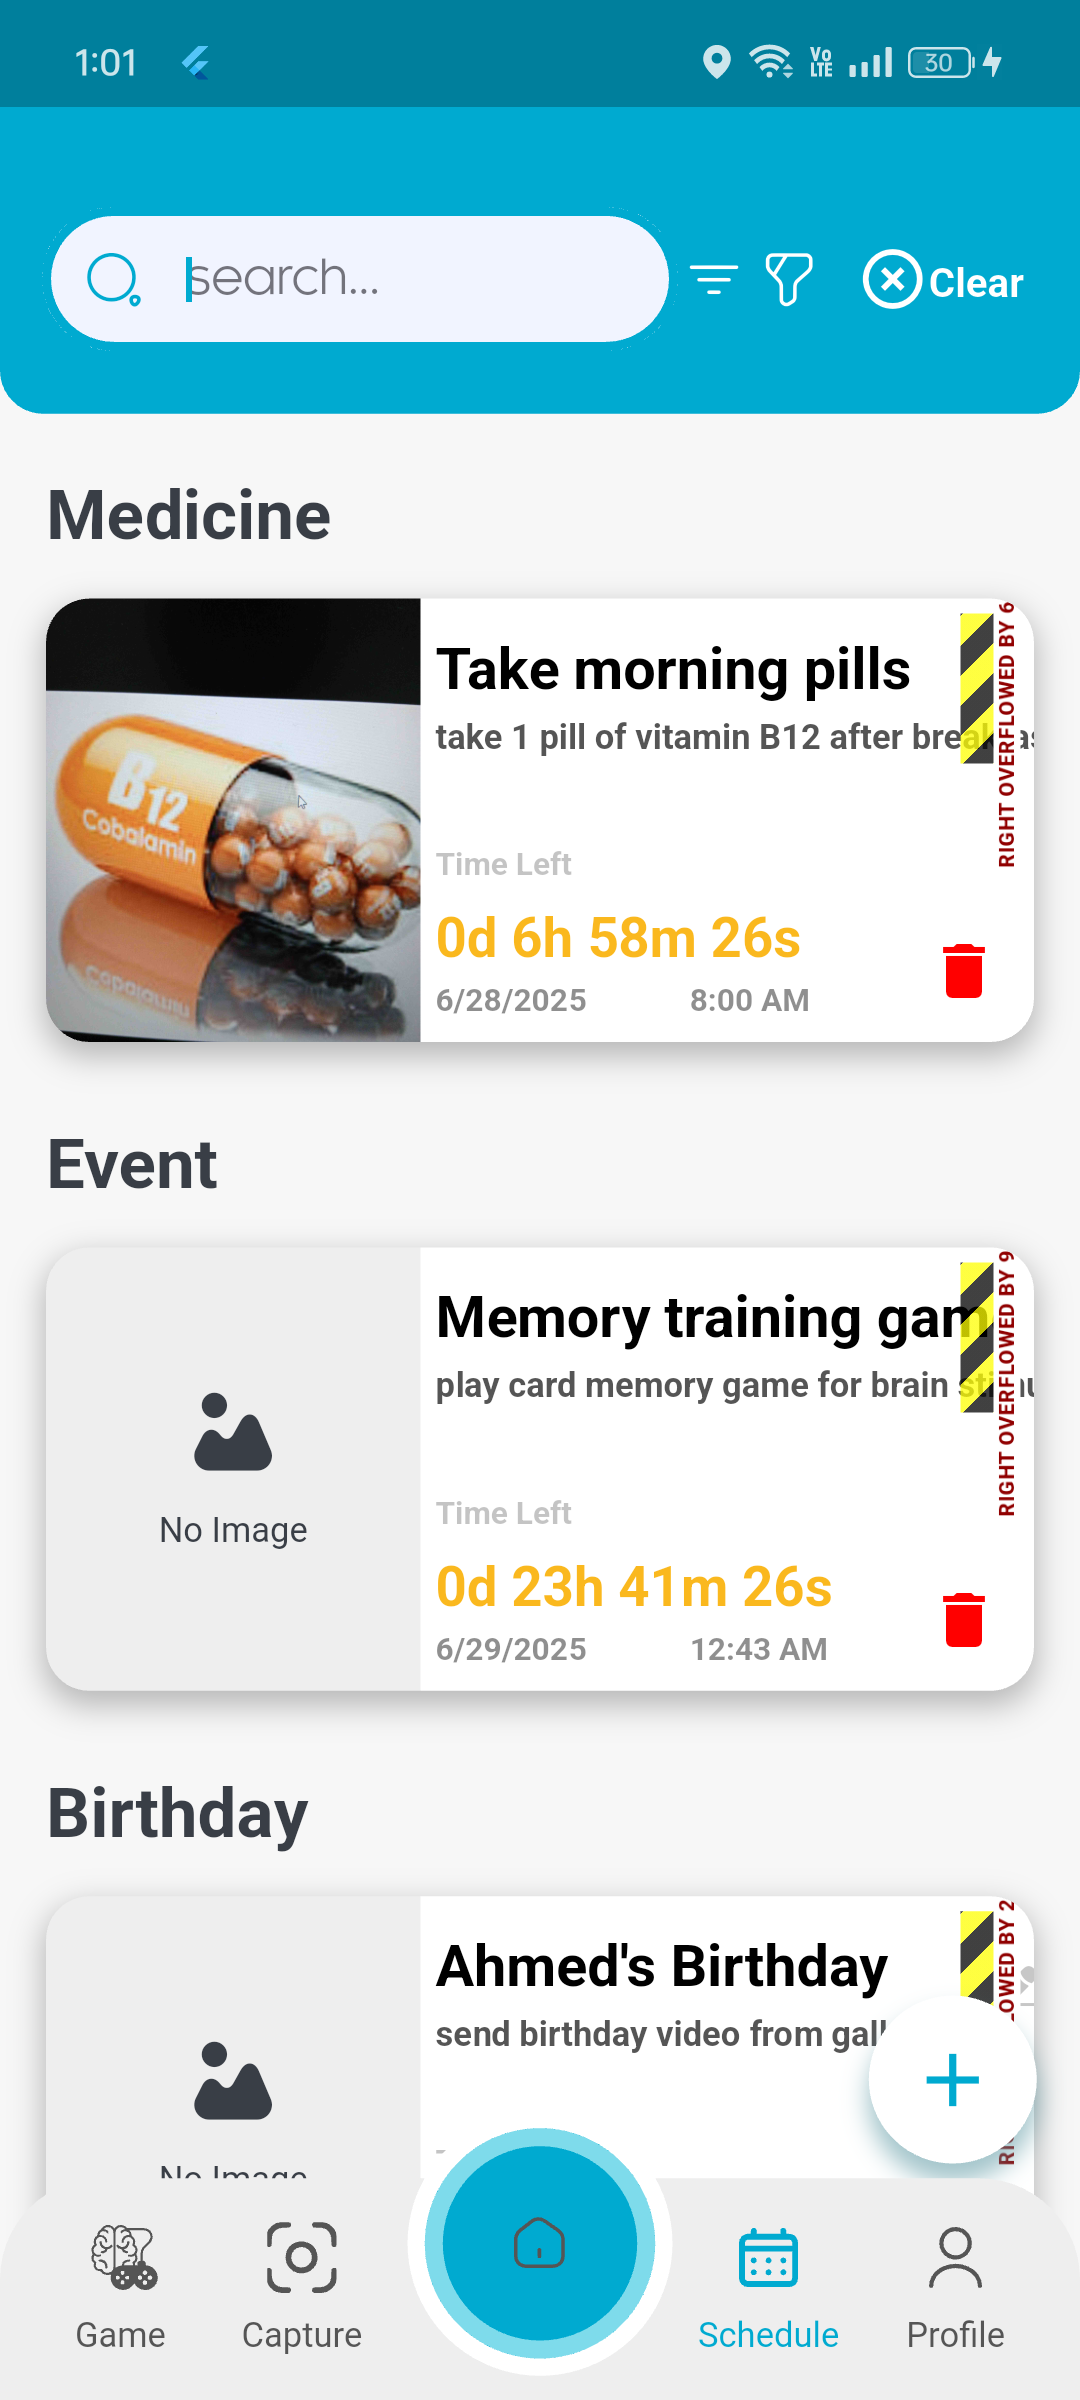 1:01
Vo
LTE
30
search...
Clear
Medicine
B12
Cobalamin
Take morning pills
take 1 pill of vitamin B12 after
RIGHT OVERFLOWED BY 6
Time Left
0d 6h 58m 26s
6/28/2025 8:00 AM
Event
Memory training gam
play card memory game for brain
RIGHT OVERFLOWED BY 9
No Image
Time Left
0d 23h 41m 26s
6/29/2025 12:43 AM
Birthday
Ahmed's Birthday
send birthday video from
BY 2
No Image
Game
Capture
Schedule
Profile